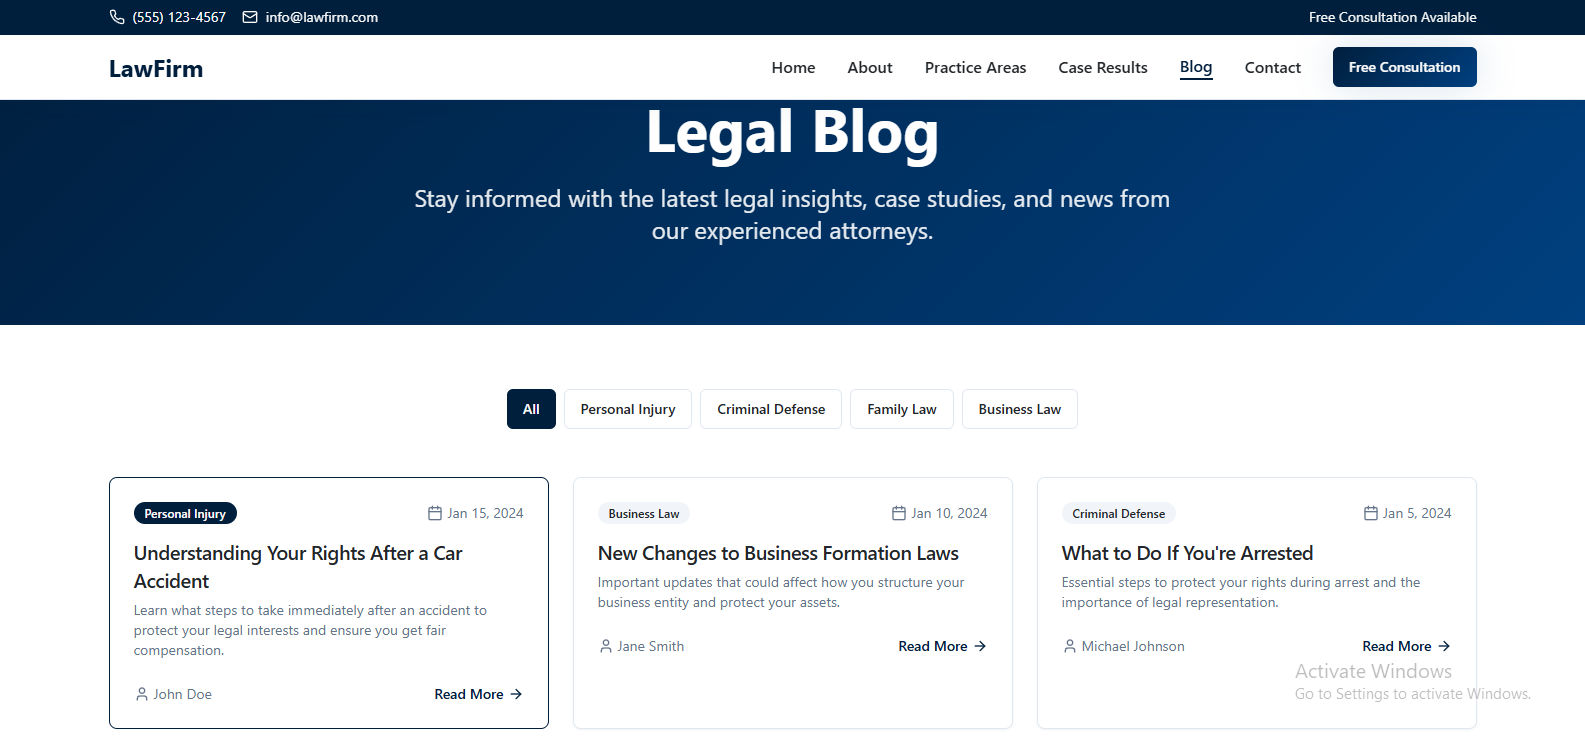 (555) 123-4567 info@lawfirm.com Free Consultation Available
LawFirm Home About Practice Areas Case Results Blog Contact Free Consultation
Legal Blog
Stay informed with the latest legal insights, case studies, and news from
our experienced attorneys.
All Personal Injury Criminal Defense Family Law Business Law
Personal Injury Jan 15, 2024
Understanding Your Rights After a Car
Accident
Learn what steps to take immediately after an accident to
protect your legal interests and ensure you get fair
compensation.
John Doe Read More
Business Law Jan 10, 2024
New Changes to Business Formation Laws
Important updates that could affect how you structure your
business entity and protect your assets.
Jane Smith Read More
Criminal Defense Jan 5, 2024
What to Do If You're Arrested
Essential steps to protect your rights during arrest and the
importance of legal representation.
Michael Johnson Read More
Activate Windows
Go to Settings to activate Windows.